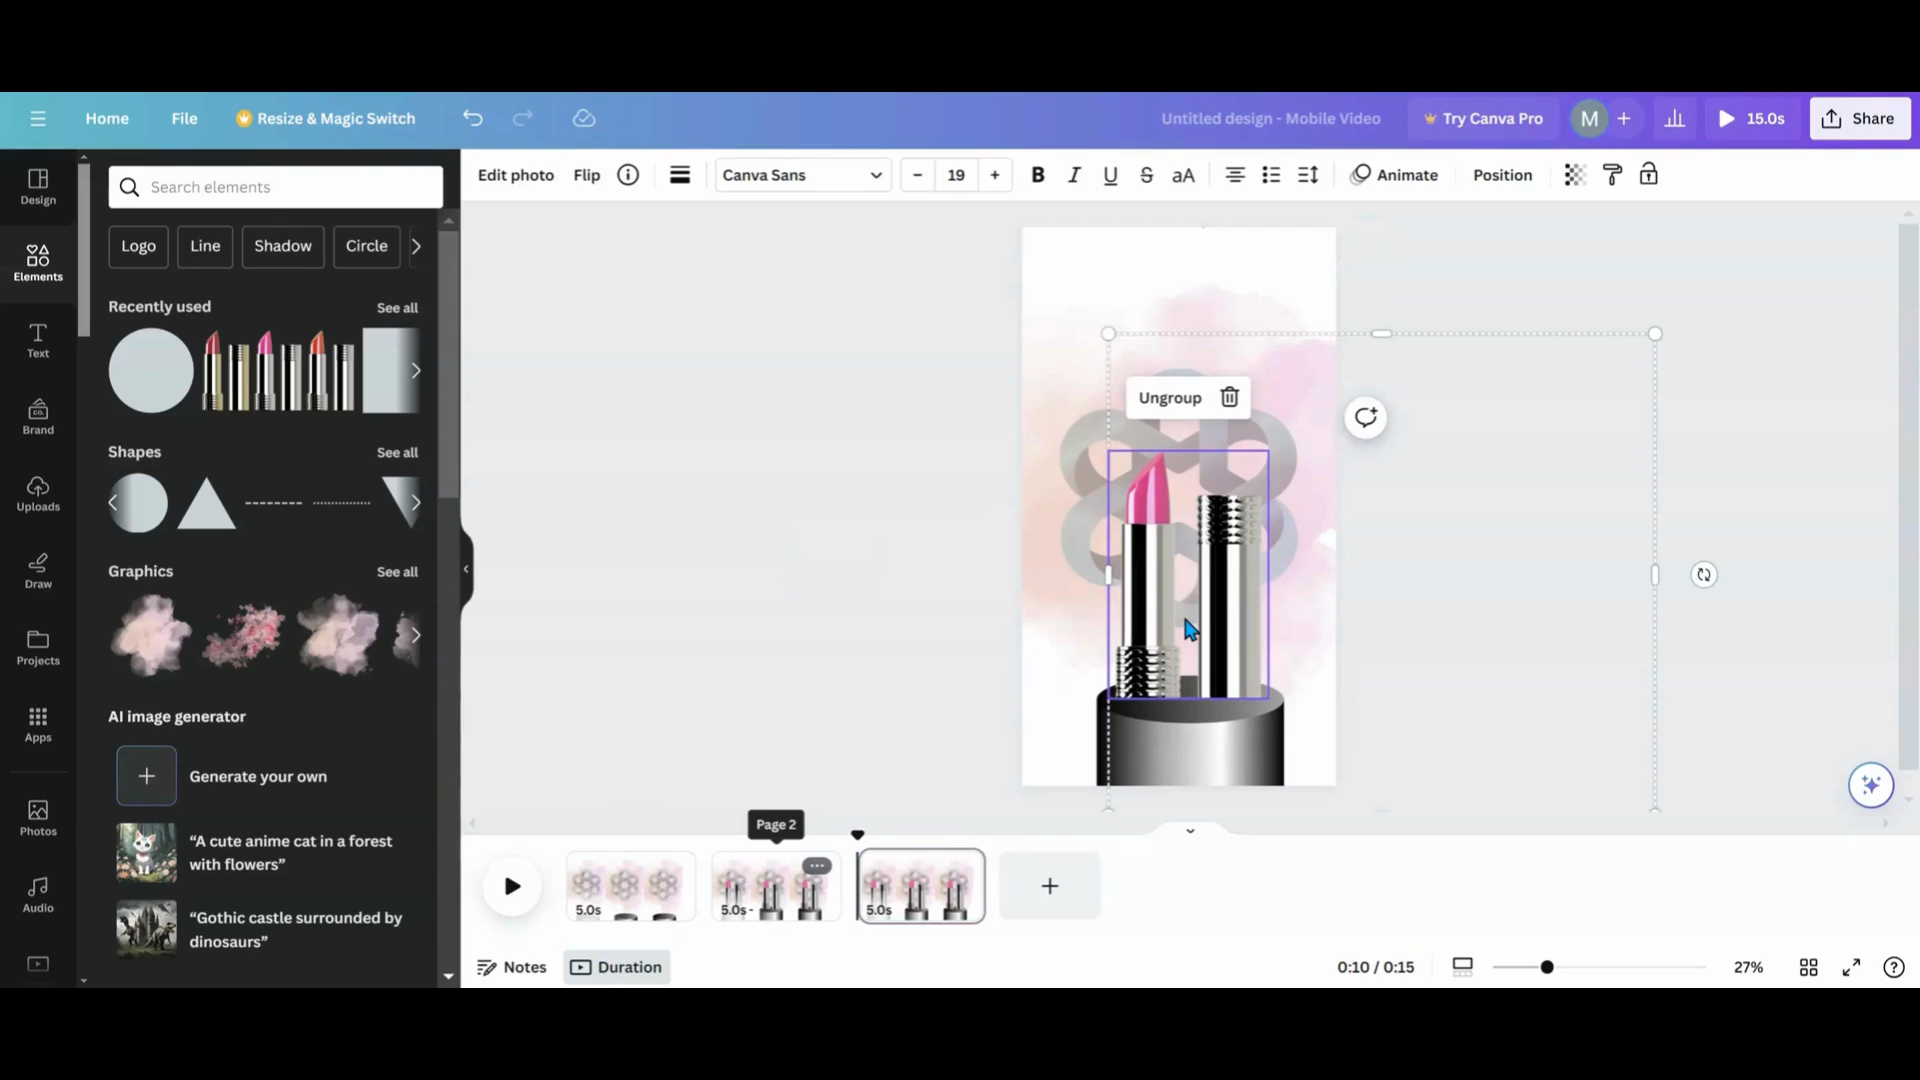 Home
File
Resize & Magic Switch
Untitled design - Mobile Video
Try Canva Pro
M
15.0s
Share
Design
Elements
Text
Brand
Uploads
Draw
Projects
Apps
Photos
Audio
Search elements
Logo
Line
Shadow
Circle
Recently used
See all
Shapes
See all
Graphics
See all
AI image generator
Generate your own
“A cute anime cat in a forest
with flowers”
“Gothic castle surrounded by
dinosaurs”
Edit photo
Flip
Canva Sans
19
B
I
U
S
aA
Animate
Position
Ungroup
Page 2
5.0s
5.0s -
5.0s
Notes
Duration
0:10 / 0:15
27%